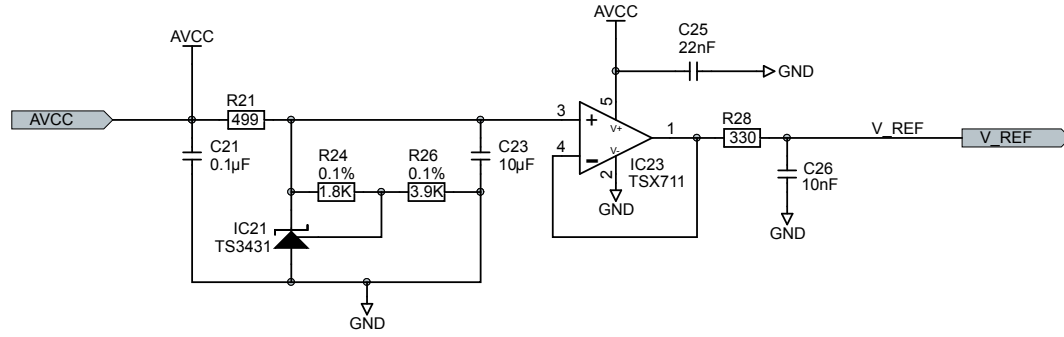 AVCC
C25
22nF
GND
AVCC
R21
499
AVCC
3
+
5
V+
1
R28
330
V_REF
V_REF
C21
0.1µF
R24
0.1%
1.8K
R26
0.1%
3.9K
C23
10µF
4
-
V-
2
IC23
TSX711
GND
C26
10nF
GND
IC21
TS3431
GND